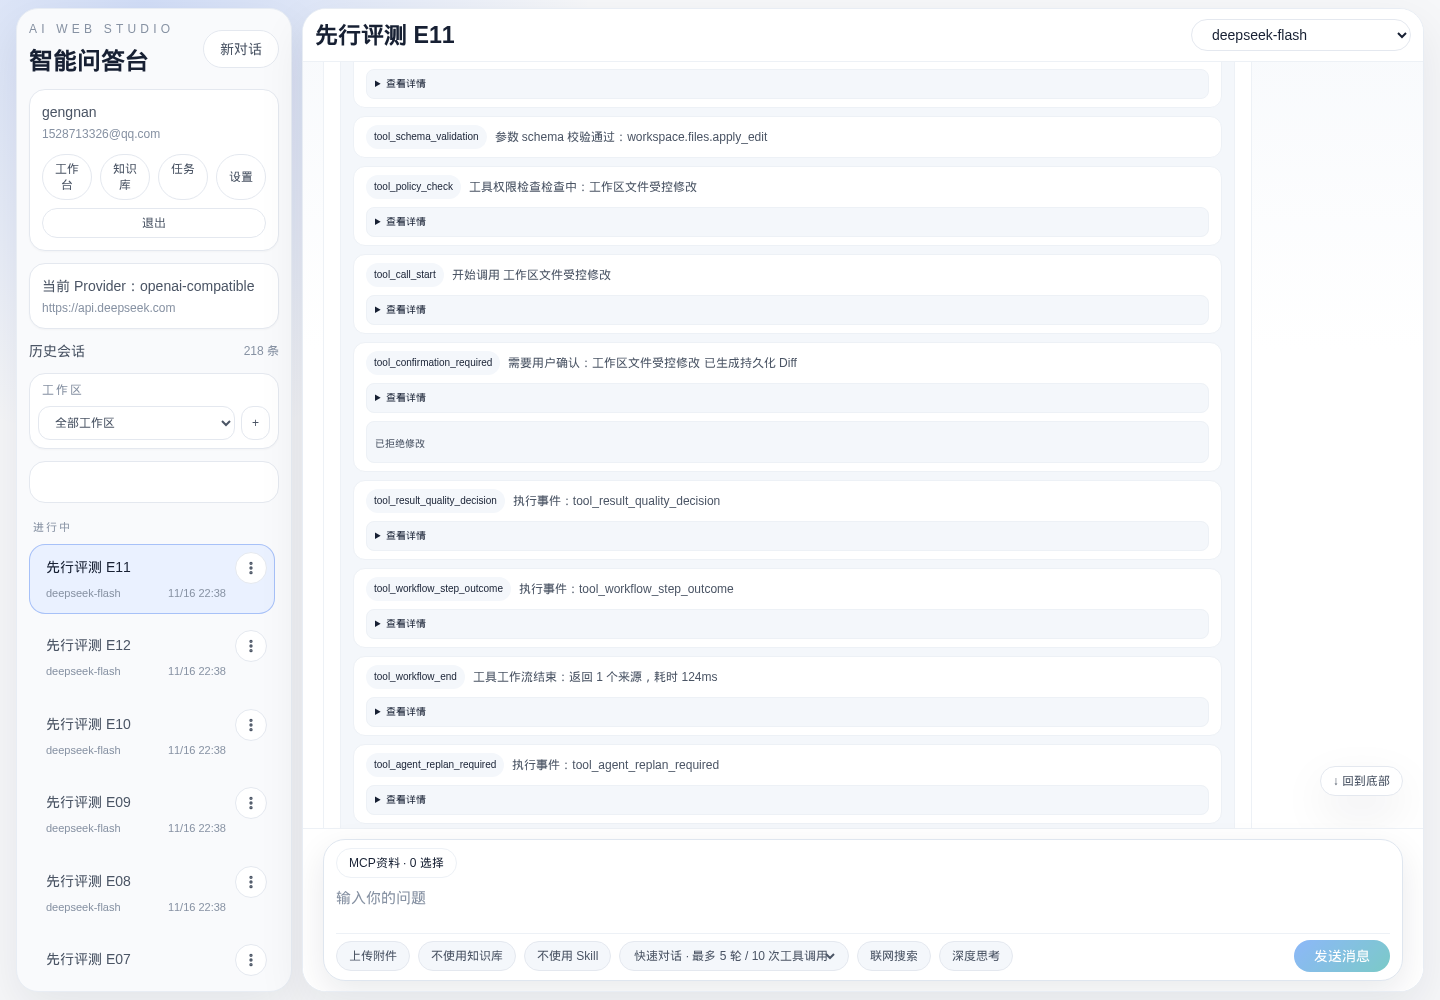 AI WEB STUDIO
智能问答台
新对话
gengnan
1528713326@qq.com
工作台
知识库
任务
设置
退出
当前 Provider：openai-compatible
https://api.deepseek.com
历史会话
218 条
工作区
全部工作区
+
进行中
先行评测 E11
deepseek-flash
11/16 22:38
先行评测 E12
deepseek-flash
11/16 22:38
先行评测 E10
deepseek-flash
11/16 22:38
先行评测 E09
deepseek-flash
11/16 22:38
先行评测 E08
deepseek-flash
11/16 22:38
先行评测 E07
先行评测 E11
deepseek-flash
▶ 查看详情
tool_schema_validation 参数 schema 校验通过：workspace.files.apply_edit
tool_policy_check 工具权限检查检查中：工作区文件受控修改
▶ 查看详情
tool_call_start 开始调用 工作区文件受控修改
▶ 查看详情
tool_confirmation_required 需要用户确认：工作区文件受控修改 已生成持久化 Diff
▶ 查看详情
已拒绝修改
tool_result_quality_decision 执行事件：tool_result_quality_decision
▶ 查看详情
tool_workflow_step_outcome 执行事件：tool_workflow_step_outcome
▶ 查看详情
tool_workflow_end 工具工作流结束：返回 1 个来源，耗时 124ms
▶ 查看详情
tool_agent_replan_required 执行事件：tool_agent_replan_required
▶ 查看详情
↓ 回到底部
MCP资料 · 0 选择
输入你的问题
上传附件
不使用知识库
不使用 Skill
快速对话 · 最多 5 轮 / 10 次工具调用
联网搜索
深度思考
发送消息